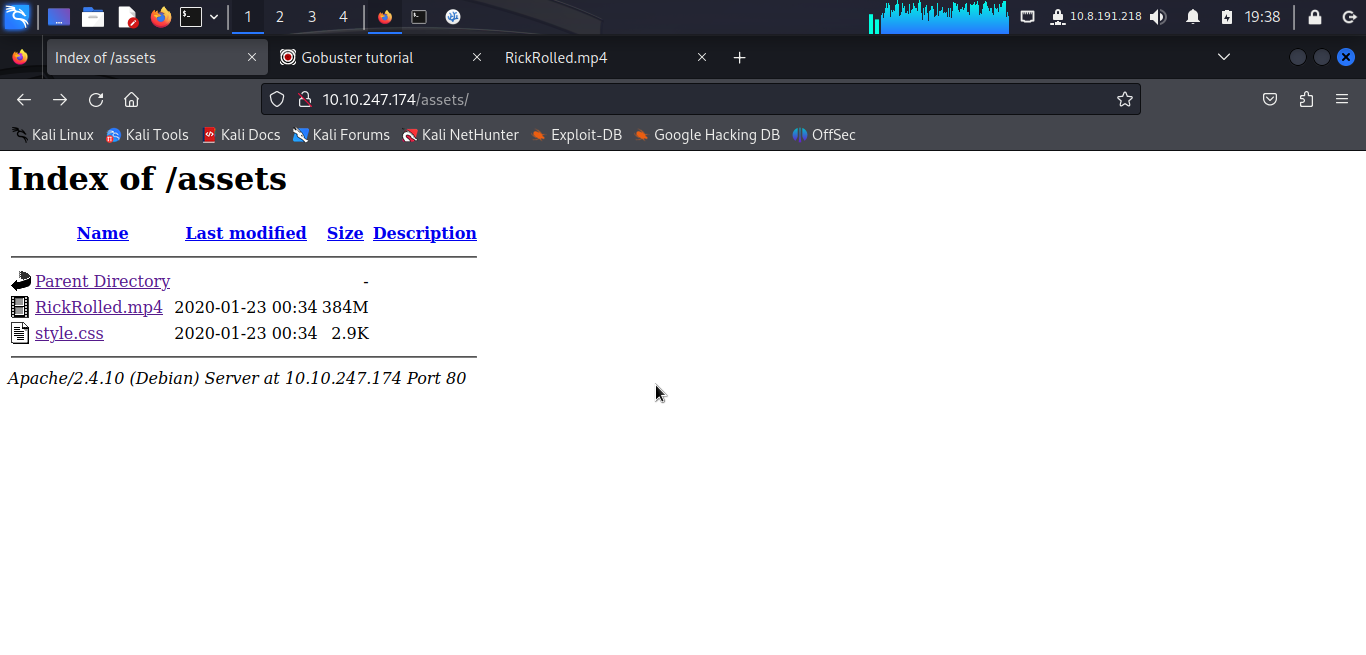 1 2 3 4 10.8.191.218 19:38
Index of /assets Gobuster tutorial RickRolled.mp4
10.10.247.174/assets/
Kali Linux Kali Tools Kali Docs Kali Forums Kali NetHunter Exploit-DB Google Hacking DB OffSec
Index of /assets
Name Last modified Size Description
Parent Directory -
RickRolled.mp4 2020-01-23 00:34 384M
style.css 2020-01-23 00:34 2.9K
Apache/2.4.10 (Debian) Server at 10.10.247.174 Port 80